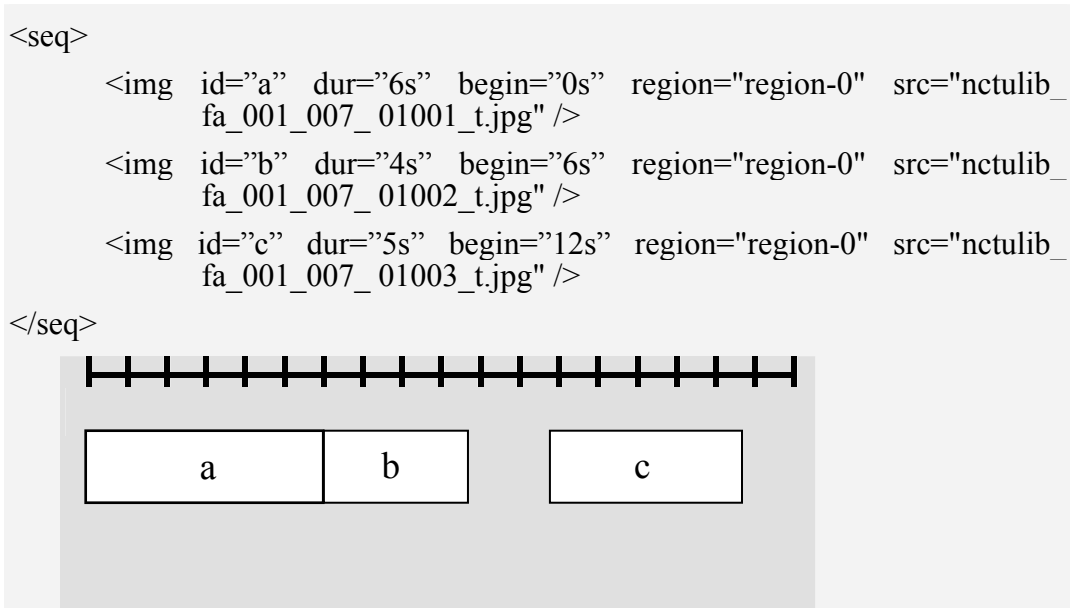 <seq>
<img id=”a” dur=”6s” begin=”0s” region="region-0" src="nctulib_
fa_001_007_ 01001_t.jpg" />
<img id=”b” dur=”4s” begin=”6s” region="region-0" src="nctulib_
fa_001_007_ 01002_t.jpg" />
<img id=”c” dur=”5s” begin=”12s” region="region-0" src="nctulib_
fa_001_007_ 01003_t.jpg" />
</seq>
a b c